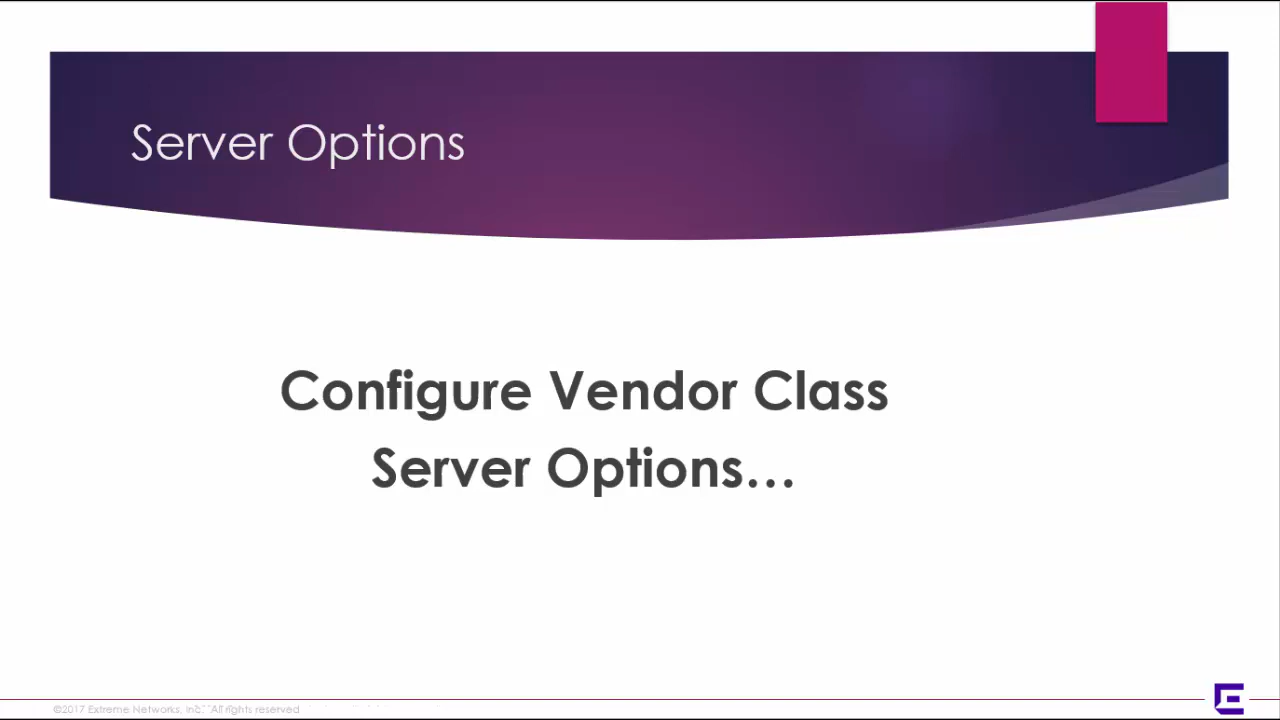 Server Options
Configure Vendor Class
Server Options...
©2017 Extreme Networks, Inc. All rights reserved